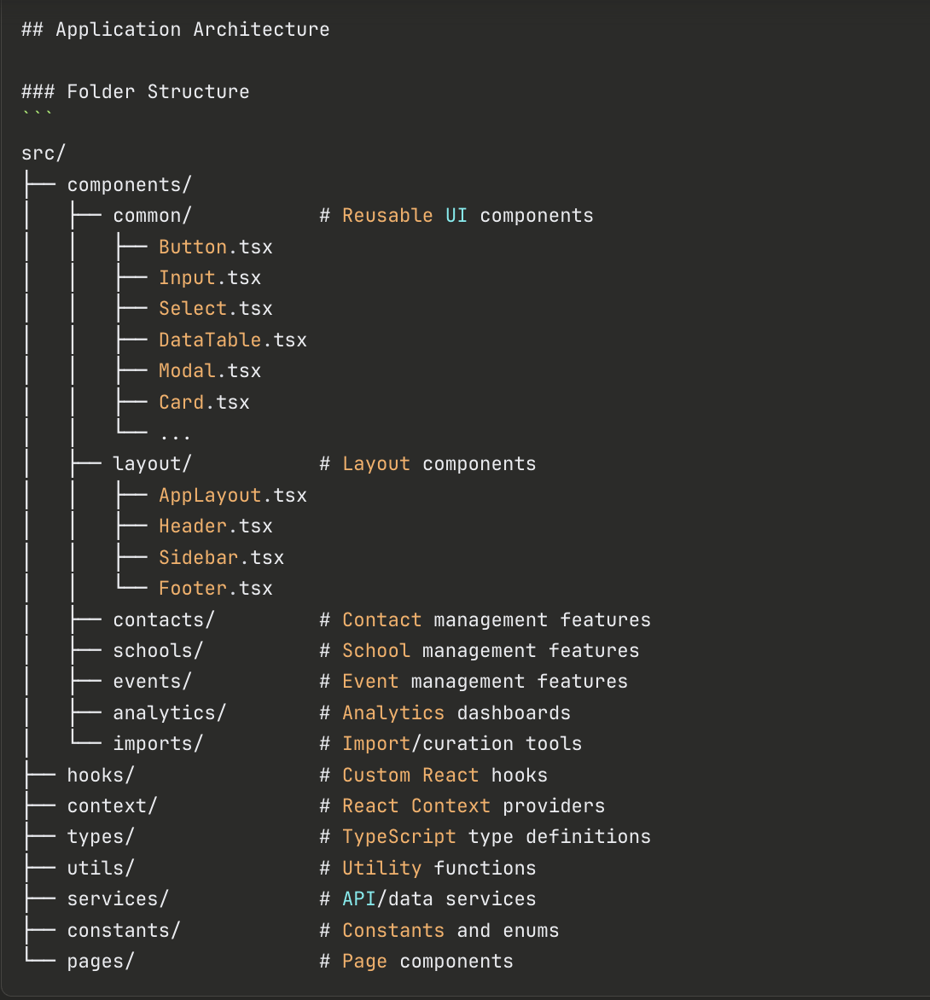 ## Application Architecture
### Folder Structure
```
src/
├── components/
│   ├── common/           # Reusable UI components
│   │   ├── Button.tsx
│   │   ├── Input.tsx
│   │   ├── Select.tsx
│   │   ├── DataTable.tsx
│   │   ├── Modal.tsx
│   │   ├── Card.tsx
│   │   └── ...
│   ├── layout/           # Layout components
│   │   ├── AppLayout.tsx
│   │   ├── Header.tsx
│   │   ├── Sidebar.tsx
│   │   └── Footer.tsx
│   ├── contacts/         # Contact management features
│   ├── schools/          # School management features
│   ├── events/           # Event management features
│   ├── analytics/        # Analytics dashboards
│   └── imports/          # Import/curation tools
├── hooks/                # Custom React hooks
├── context/              # React Context providers
├── types/                # TypeScript type definitions
├── utils/                # Utility functions
├── services/             # API/data services
├── constants/            # Constants and enums
└── pages/                # Page components